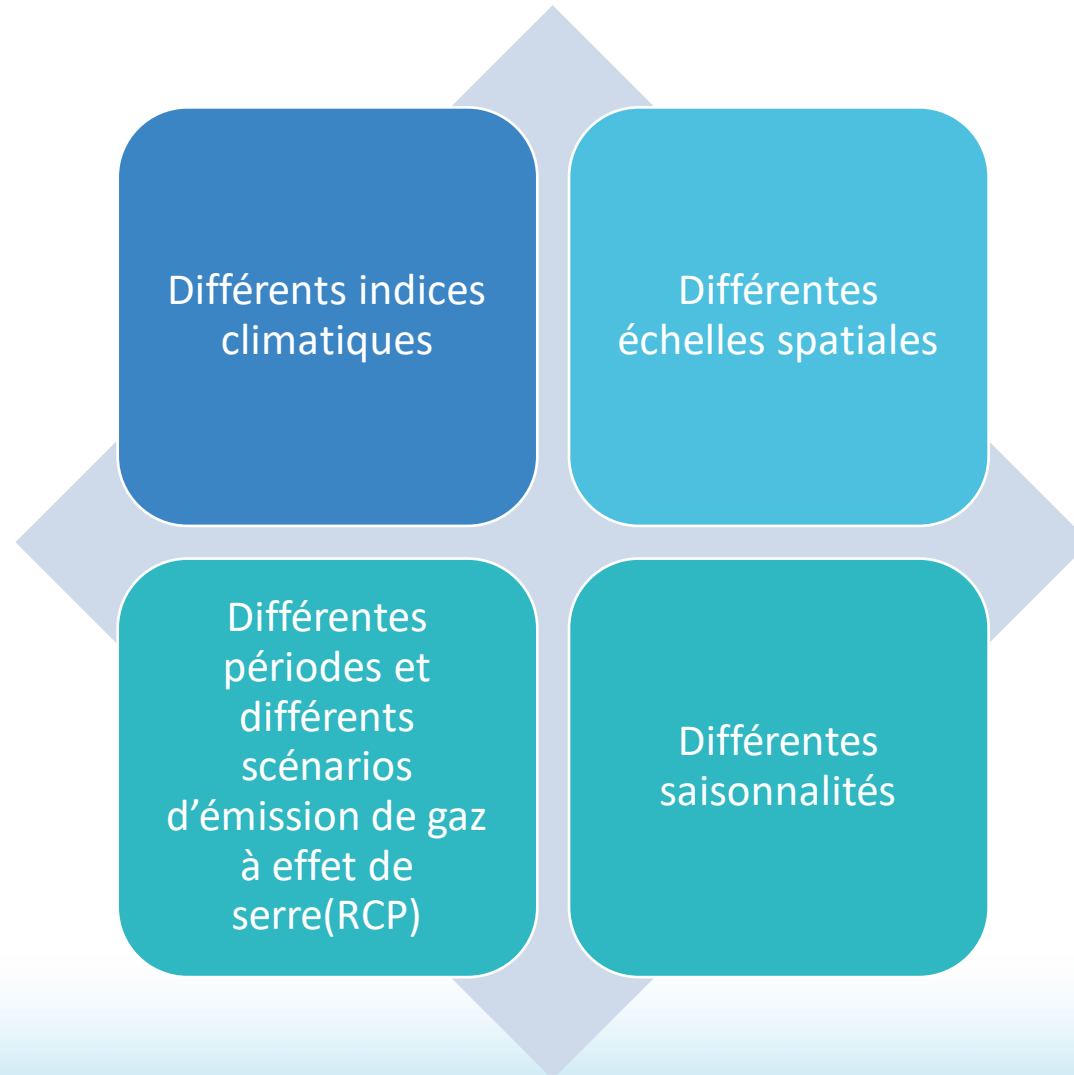 Différents indices
climatiques
Différentes
échelles spatiales
Différentes
périodes et
différents
scénarios
d’émission de gaz
à effet de
serre(RCP)
Différentes
saisonnalités